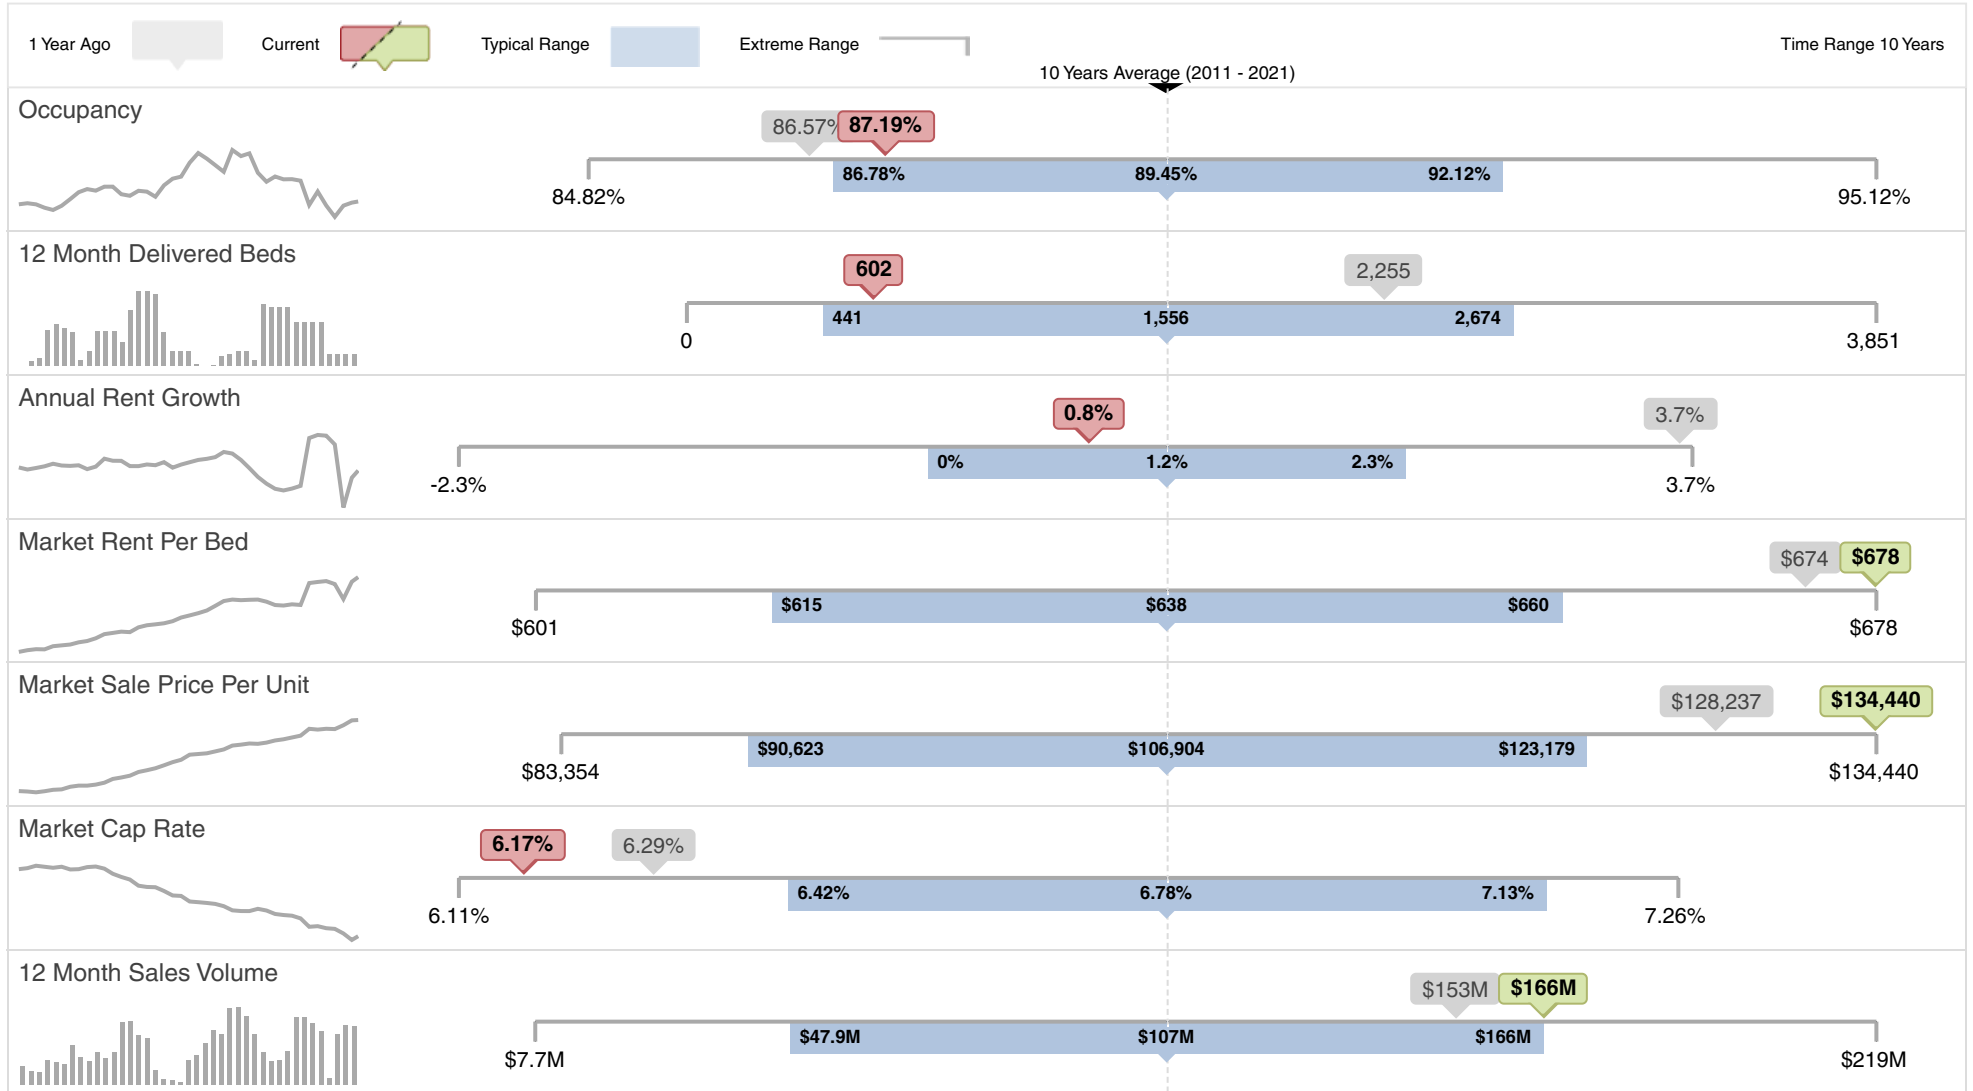 1 Year Ago Current Typical Range Extreme Range Time Range 10 Years
10 Years Average (2011 - 2021)
Occupancy
86.57% 87.19%
86.78% 89.45% 92.12%
84.82% 95.12%
12 Month Delivered Beds
602 2,255
441 1,556 2,674
0 3,851
Annual Rent Growth
0.8% 3.7%
0% 1.2% 2.3%
-2.3% 3.7%
Market Rent Per Bed
$674 $678
$615 $638 $660
$601 $678
Market Sale Price Per Unit
$128,237 $134,440
$90,623 $106,904 $123,179
$83,354 $134,440
Market Cap Rate
6.17% 6.29%
6.42% 6.78% 7.13%
6.11% 7.26%
12 Month Sales Volume
$153M $166M
$47.9M $107M $166M
$7.7M $219M